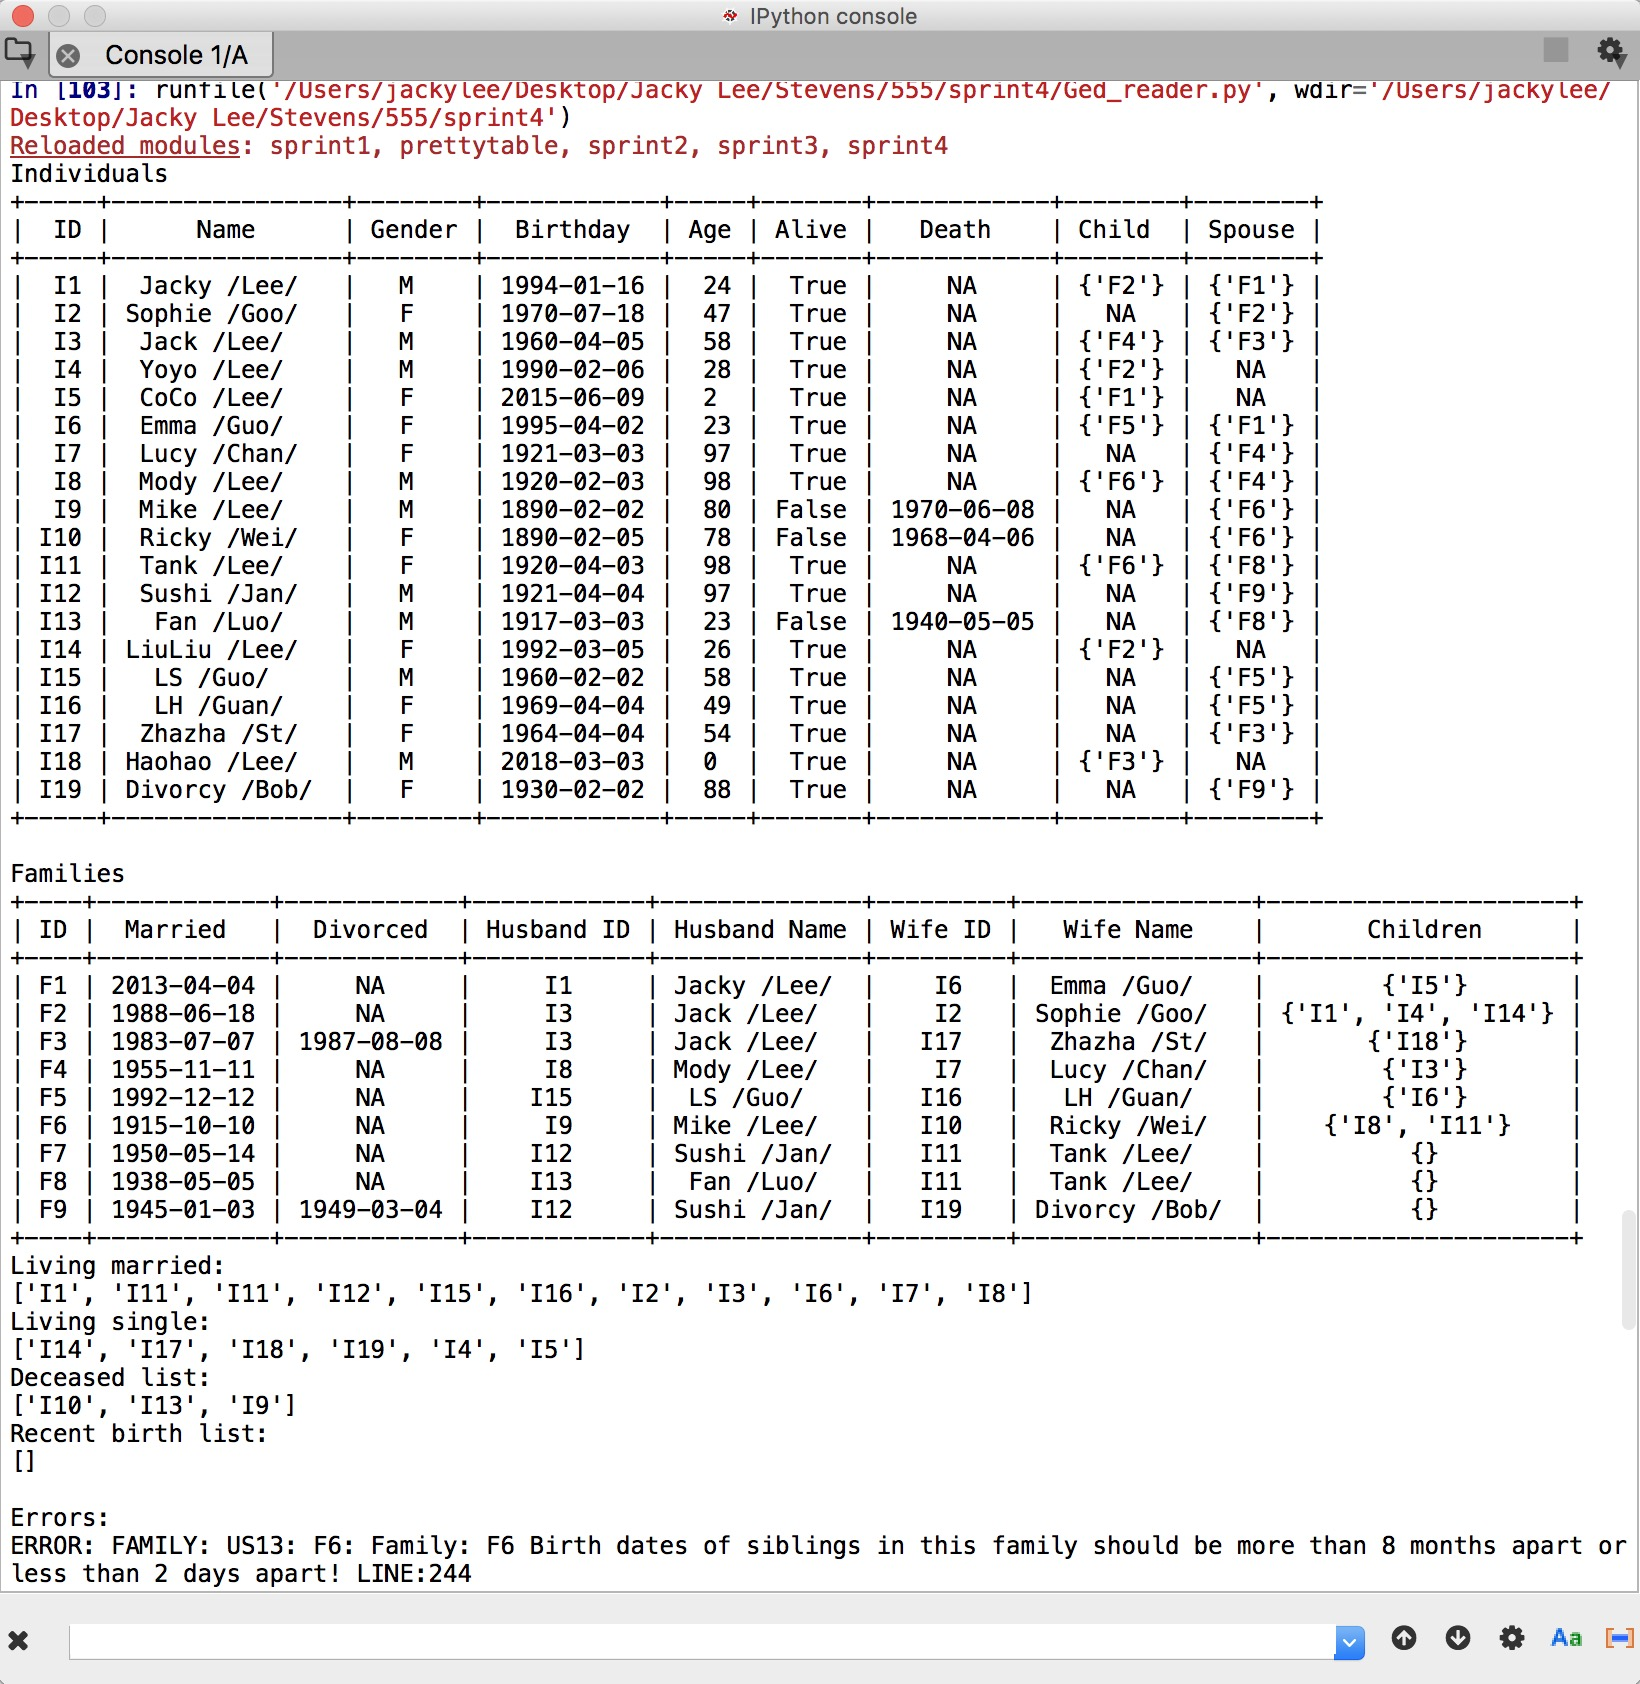 IPython console
Console 1/A
In [103]: runfile('/Users/jackylee/Desktop/Jacky Lee/Stevens/555/sprint4/Ged_reader.py', wdir='/Users/jackylee/
Desktop/Jacky Lee/Stevens/555/sprint4')
Reloaded modules: sprint1, prettytable, sprint2, sprint3, sprint4
Individuals
+-----+----------------+--------+------------+-----+-------+------------+--------+--------+
|  ID |      Name      | Gender |  Birthday  | Age | Alive |   Death    | Child  | Spouse |
+-----+----------------+--------+------------+-----+-------+------------+--------+--------+
|  I1 |  Jacky /Lee/   |   M    | 1994-01-16 |  24 |  True |     NA     | {'F2'} | {'F1'} |
|  I2 | Sophie /Goo/   |   F    | 1970-07-18 |  47 |  True |     NA     |   NA   | {'F2'} |
|  I3 |  Jack /Lee/    |   M    | 1960-04-05 |  58 |  True |     NA     | {'F4'} | {'F3'} |
|  I4 |  Yoyo /Lee/    |   M    | 1990-02-06 |  28 |  True |     NA     | {'F2'} |   NA   |
|  I5 |  CoCo /Lee/    |   F    | 2015-06-09 |  2  |  True |     NA     | {'F1'} |   NA   |
|  I6 |  Emma /Guo/    |   F    | 1995-04-02 |  23 |  True |     NA     | {'F5'} | {'F1'} |
|  I7 |  Lucy /Chan/   |   F    | 1921-03-03 |  97 |  True |     NA     |   NA   | {'F4'} |
|  I8 |  Mody /Lee/    |   M    | 1920-02-03 |  98 |  True |     NA     | {'F6'} | {'F4'} |
|  I9 |  Mike /Lee/    |   M    | 1890-02-02 |  80 | False | 1970-06-08 |   NA   | {'F6'} |
| I10 |  Ricky /Wei/   |   F    | 1890-02-05 |  78 | False | 1968-04-06 |   NA   | {'F6'} |
| I11 |  Tank /Lee/    |   F    | 1920-04-03 |  98 |  True |     NA     | {'F6'} | {'F8'} |
| I12 |  Sushi /Jan/   |   M    | 1921-04-04 |  97 |  True |     NA     |   NA   | {'F9'} |
| I13 |   Fan /Luo/    |   M    | 1917-03-03 |  23 | False | 1940-05-05 |   NA   | {'F8'} |
| I14 | LiuLiu /Lee/   |   F    | 1992-03-05 |  26 |  True |     NA     | {'F2'} |   NA   |
| I15 |   LS /Guo/     |   M    | 1960-02-02 |  58 |  True |     NA     |   NA   | {'F5'} |
| I16 |   LH /Guan/    |   F    | 1969-04-04 |  49 |  True |     NA     |   NA   | {'F5'} |
| I17 |  Zhazha /St/   |   F    | 1964-04-04 |  54 |  True |     NA     |   NA   | {'F3'} |
| I18 | Haohao /Lee/   |   M    | 2018-03-03 |  0  |  True |     NA     | {'F3'} |   NA   |
| I19 | Divorcy /Bob/  |   F    | 1930-02-02 |  88 |  True |     NA     |   NA   | {'F9'} |
+-----+----------------+--------+------------+-----+-------+------------+--------+--------+
Families
+----+------------+------------+------------+--------------+---------+----------------+---------------------+
| ID |  Married   |  Divorced  | Husband ID | Husband Name | Wife ID |   Wife Name    |       Children      |
+----+------------+------------+------------+--------------+---------+----------------+---------------------+
| F1 | 2013-04-04 |     NA     |     I1     | Jacky /Lee/  |    I6   |  Emma /Guo/    |        {'I5'}       |
| F2 | 1988-06-18 |     NA     |     I3     | Jack /Lee/   |    I2   | Sophie /Goo/   | {'I1', 'I4', 'I14'} |
| F3 | 1983-07-07 | 1987-08-08 |     I3     | Jack /Lee/   |   I17   |  Zhazha /St/   |       {'I18'}       |
| F4 | 1955-11-11 |     NA     |     I8     | Mody /Lee/   |    I7   |  Lucy /Chan/   |        {'I3'}       |
| F5 | 1992-12-12 |     NA     |    I15     |  LS /Guo/    |   I16   |   LH /Guan/    |        {'I6'}       |
| F6 | 1915-10-10 |     NA     |     I9     | Mike /Lee/   |   I10   |  Ricky /Wei/   |    {'I8', 'I11'}    |
| F7 | 1950-05-14 |     NA     |    I12     | Sushi /Jan/  |   I11   |  Tank /Lee/    |          {}         |
| F8 | 1938-05-05 |     NA     |    I13     |  Fan /Luo/   |   I11   |  Tank /Lee/    |          {}         |
| F9 | 1945-01-03 | 1949-03-04 |    I12     | Sushi /Jan/  |   I19   | Divorcy /Bob/  |          {}         |
+----+------------+------------+------------+--------------+---------+----------------+---------------------+
Living married:
['I1', 'I11', 'I11', 'I12', 'I15', 'I16', 'I2', 'I3', 'I6', 'I7', 'I8']
Living single:
['I14', 'I17', 'I18', 'I19', 'I4', 'I5']
Deceased list:
['I10', 'I13', 'I9']
Recent birth list:
[]
Errors:
ERROR: FAMILY: US13: F6: Family: F6 Birth dates of siblings in this family should be more than 8 months apart or
less than 2 days apart! LINE:244
Aa